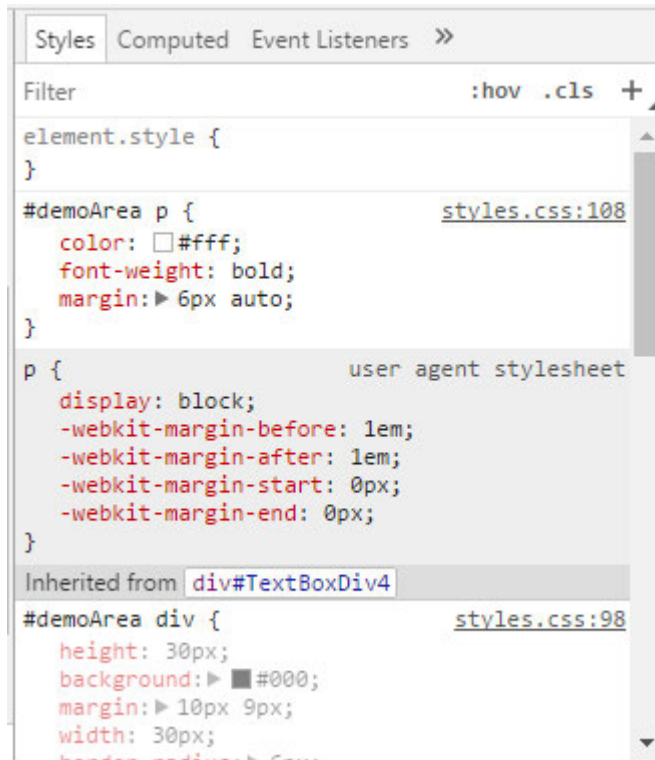 Styles Computed Event Listeners »
Filter :hov .cls +
element.style {
}
#demoArea p { styles.css:108
color: #fff;
font-weight: bold;
margin:▶ 6px auto;
}
p { user agent stylesheet
display: block;
-webkit-margin-before: 1em;
-webkit-margin-after: 1em;
-webkit-margin-start: 0px;
-webkit-margin-end: 0px;
}
Inherited from div#TextBoxDiv4
#demoArea div { styles.css:98
height: 30px;
background:▶ #000;
margin:▶ 10px 9px;
width: 30px;